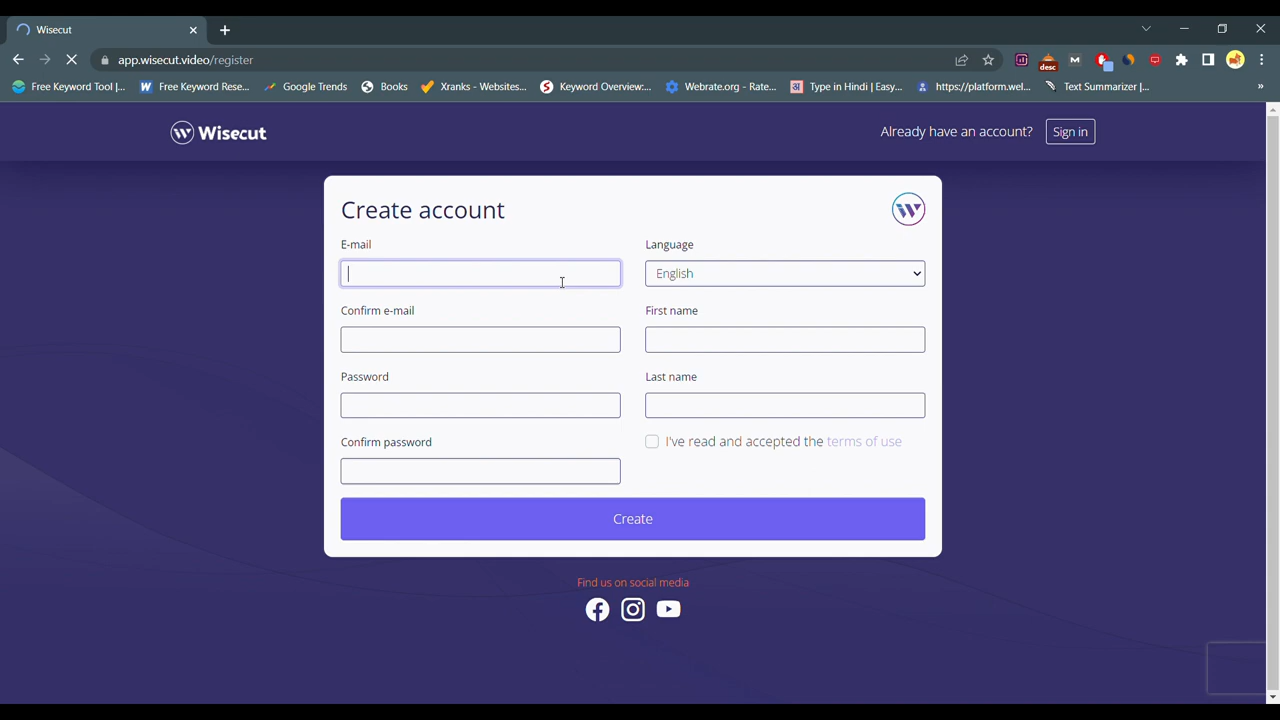 Wisecut
app.wisecut.video/register
desc
Free Keyword Tool |...
Free Keyword Rese...
Google Trends
Books
Xranks - Websites...
Keyword Overview:...
Webrate.org - Rate...
Type in Hindi | Easy...
https://platform.wel...
Text Summarizer |...
»
Wisecut
Already have an account?
Sign in
Create account
E-mail
Language
English
Confirm e-mail
First name
Password
Last name
Confirm password
I've read and accepted the terms of use
Create
Find us on social media